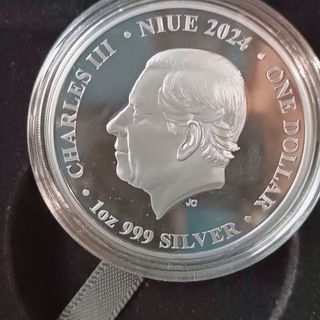 CHARLES III • NIUE 2024 • ONE DOLLAR •
1oz 999 SILVER •
JC